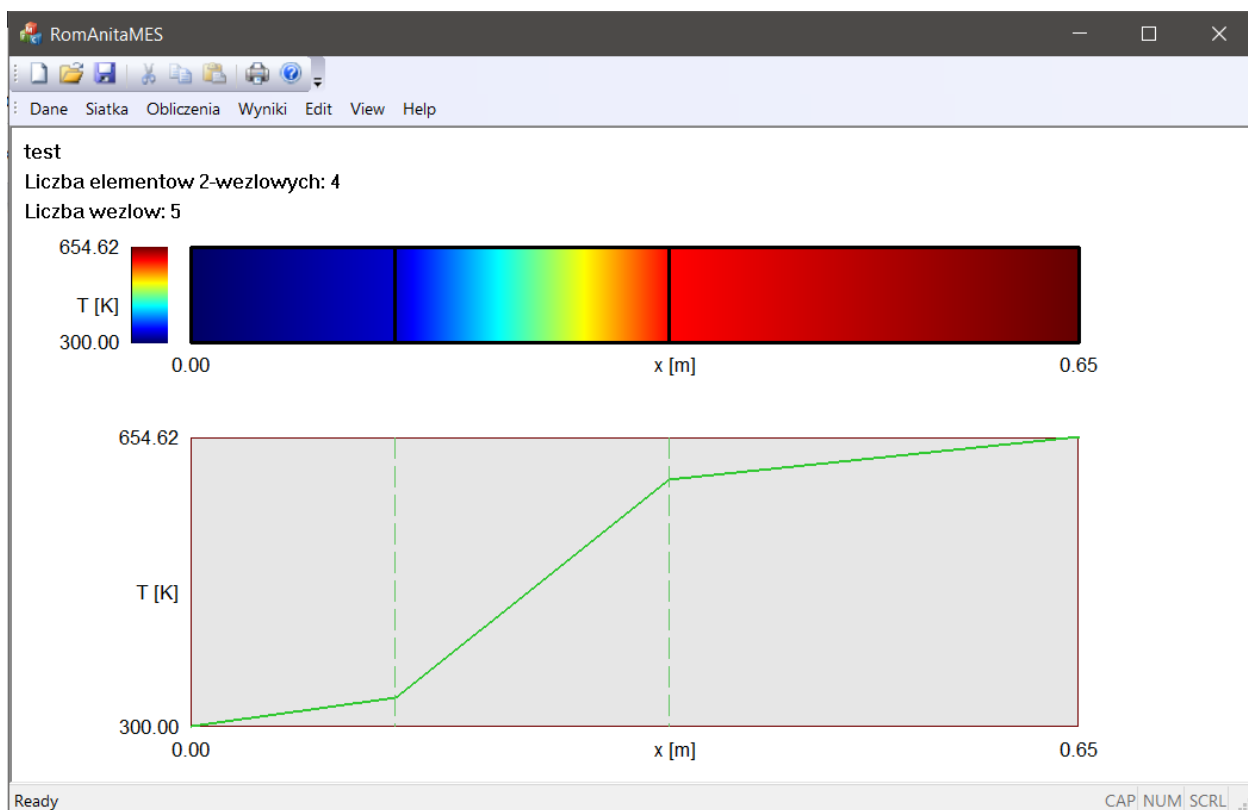 RomAnitaMES
Dane Siatka Obliczenia Wyniki Edit View Help
test
Liczba elementow 2-wezlowych: 4
Liczba wezlow: 5
654.62
T [K]
300.00
0.00 x [m] 0.65
654.62
T [K]
300.00
0.00 x [m] 0.65
Ready CAP NUM SCRL